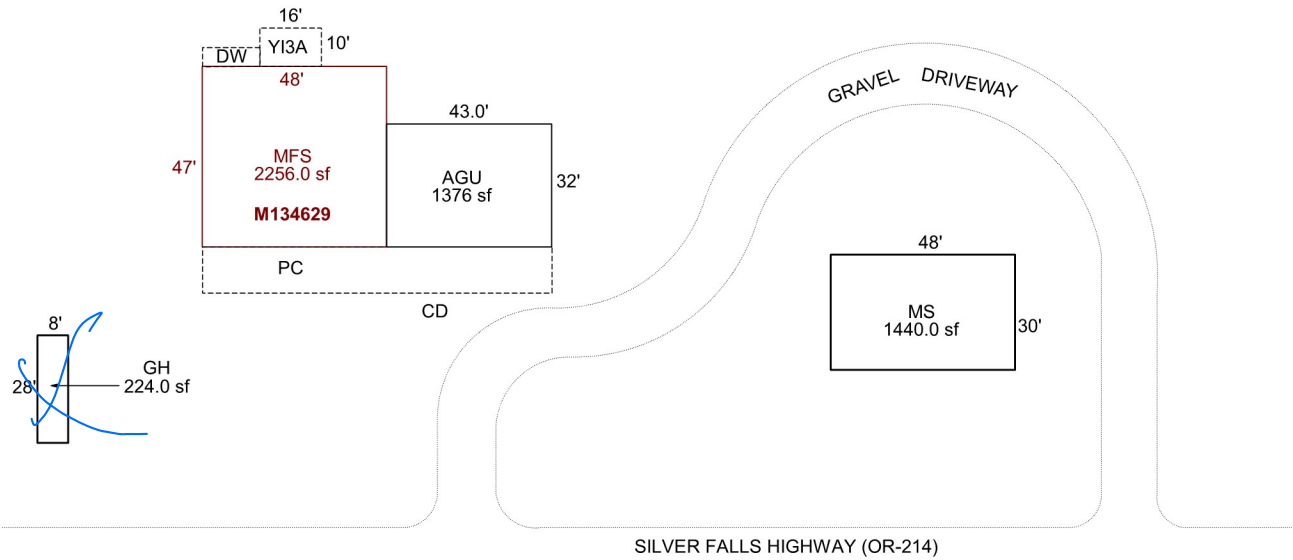 16'
YI3A
10'
DW
48'
GRAVEL DRIVEWAY
43.0'
47'
MFS
2256.0 sf
M134629
AGU
1376 sf
32'
48'
PC
CD
MS
1440.0 sf
30'
8'
GH
224.0 sf
28'
SILVER FALLS HIGHWAY (OR-214)